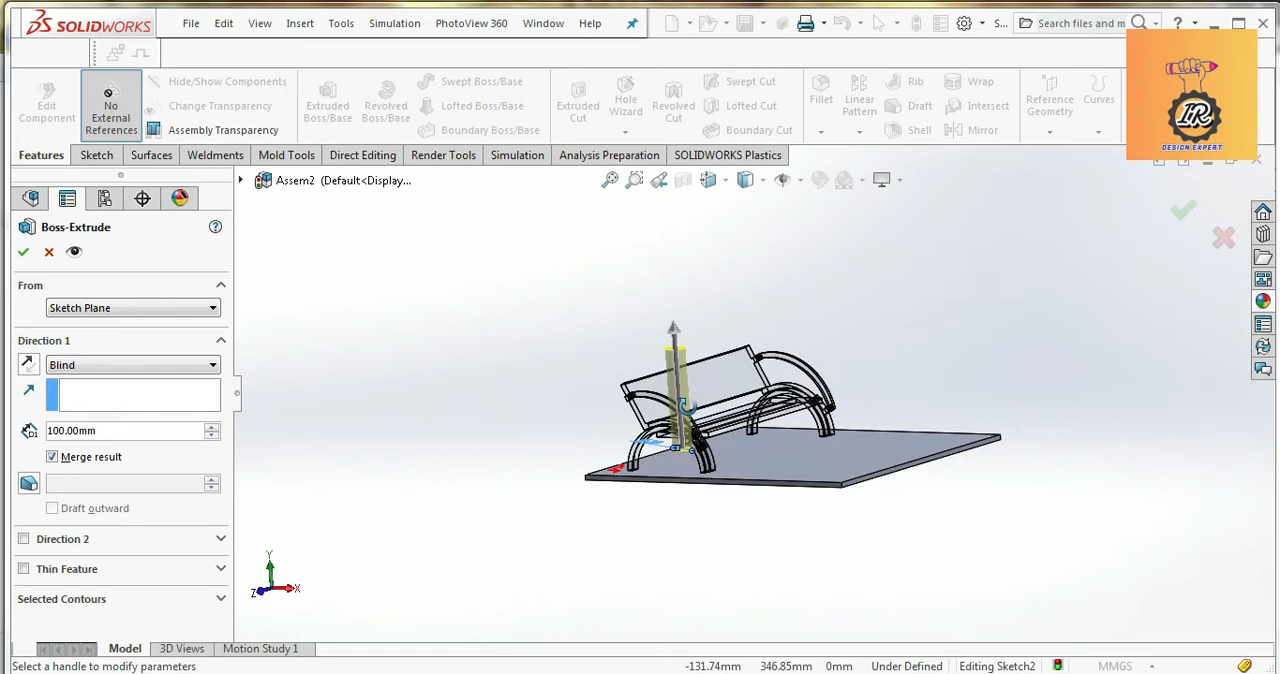 SOLIDWORKS File Edit View Insert Tools Simulation PhotoView 360 Window Help S... Search files and m ?
Edit Component
No External References
Hide/Show Components
Change Transparency
Assembly Transparency
Extruded Boss/Base
Revolved Boss/Base
Swept Boss/Base
Lofted Boss/Base
Boundary Boss/Base
Extruded Cut
Hole Wizard
Revolved Cut
Swept Cut
Lofted Cut
Boundary Cut
Fillet
Linear Pattern
Rib
Draft
Shell
Wrap
Intersect
Mirror
Reference Geometry
Curves
IR
DESIGN EXPERT
Features Sketch Surfaces Weldments Mold Tools Direct Editing Render Tools Simulation Analysis Preparation SOLIDWORKS Plastics
Assem2 (Default<Display...
Boss-Extrude
From
Sketch Plane
Direction 1
Blind
D1 100.00mm
Merge result
Draft outward
Direction 2
Thin Feature
Selected Contours
Y
Z X
Model 3D Views Motion Study 1
Select a handle to modify parameters -131.74mm 346.85mm 0mm Under Defined Editing Sketch2 MMGS